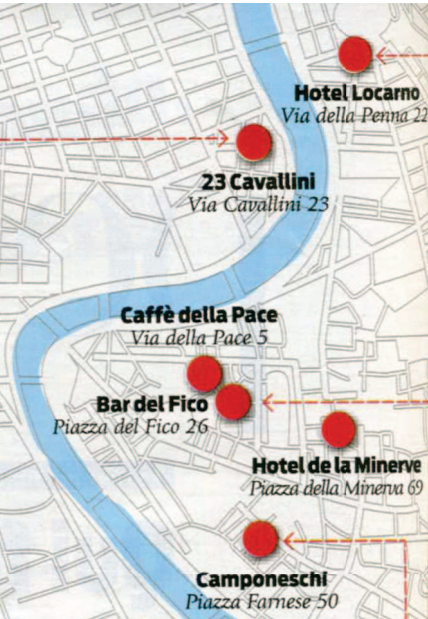 Hotel Locarno
Via della Penna 22
23 Cavallini
Via Cavallini 23
Caffè della Pace
Via della Pace 5
Bar del Fico
Piazza del Fico 26
Hotel de la Minerve
Piazza della Minerva 69
Camponeschi
Piazza Farnese 50